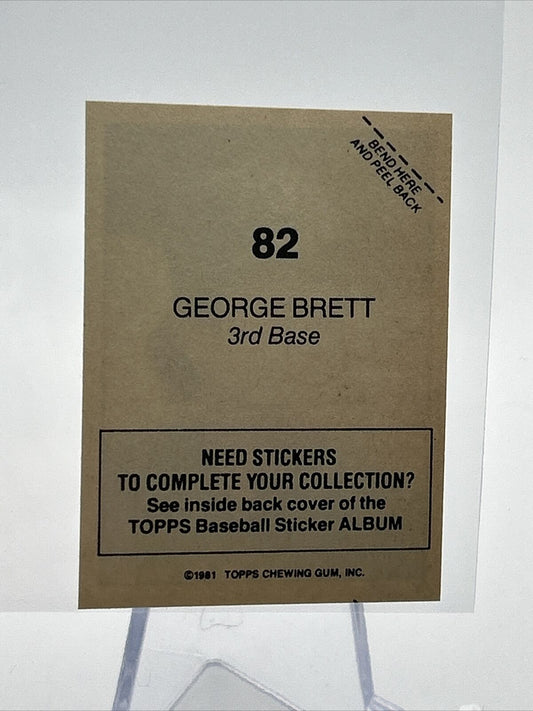 BEND HERE
AND PEEL BACK
82
GEORGE BRETT
3rd Base
NEED STICKERS
TO COMPLETE YOUR COLLECTION?
See inside back cover of the
TOPPS Baseball Sticker ALBUM
©1981 TOPPS CHEWING GUM, INC.